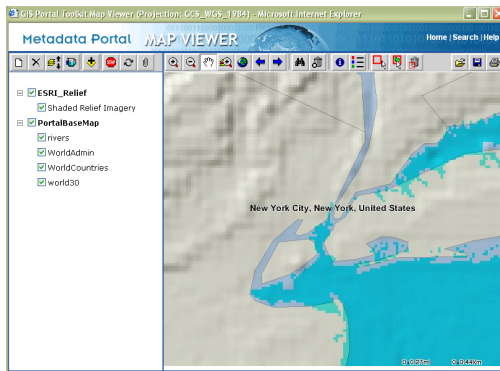 GIS Portal Toolkit Map Viewer (Projection: GCS_WGS_1984) - Microsoft Internet Explorer
Metadata Portal MAP VIEWER
Home | Search | Help
ESRI_Relief
Shaded Relief Imagery
PortalBaseMap
rivers
WorldAdmin
WorldCountries
world30
New York City, New York, United States